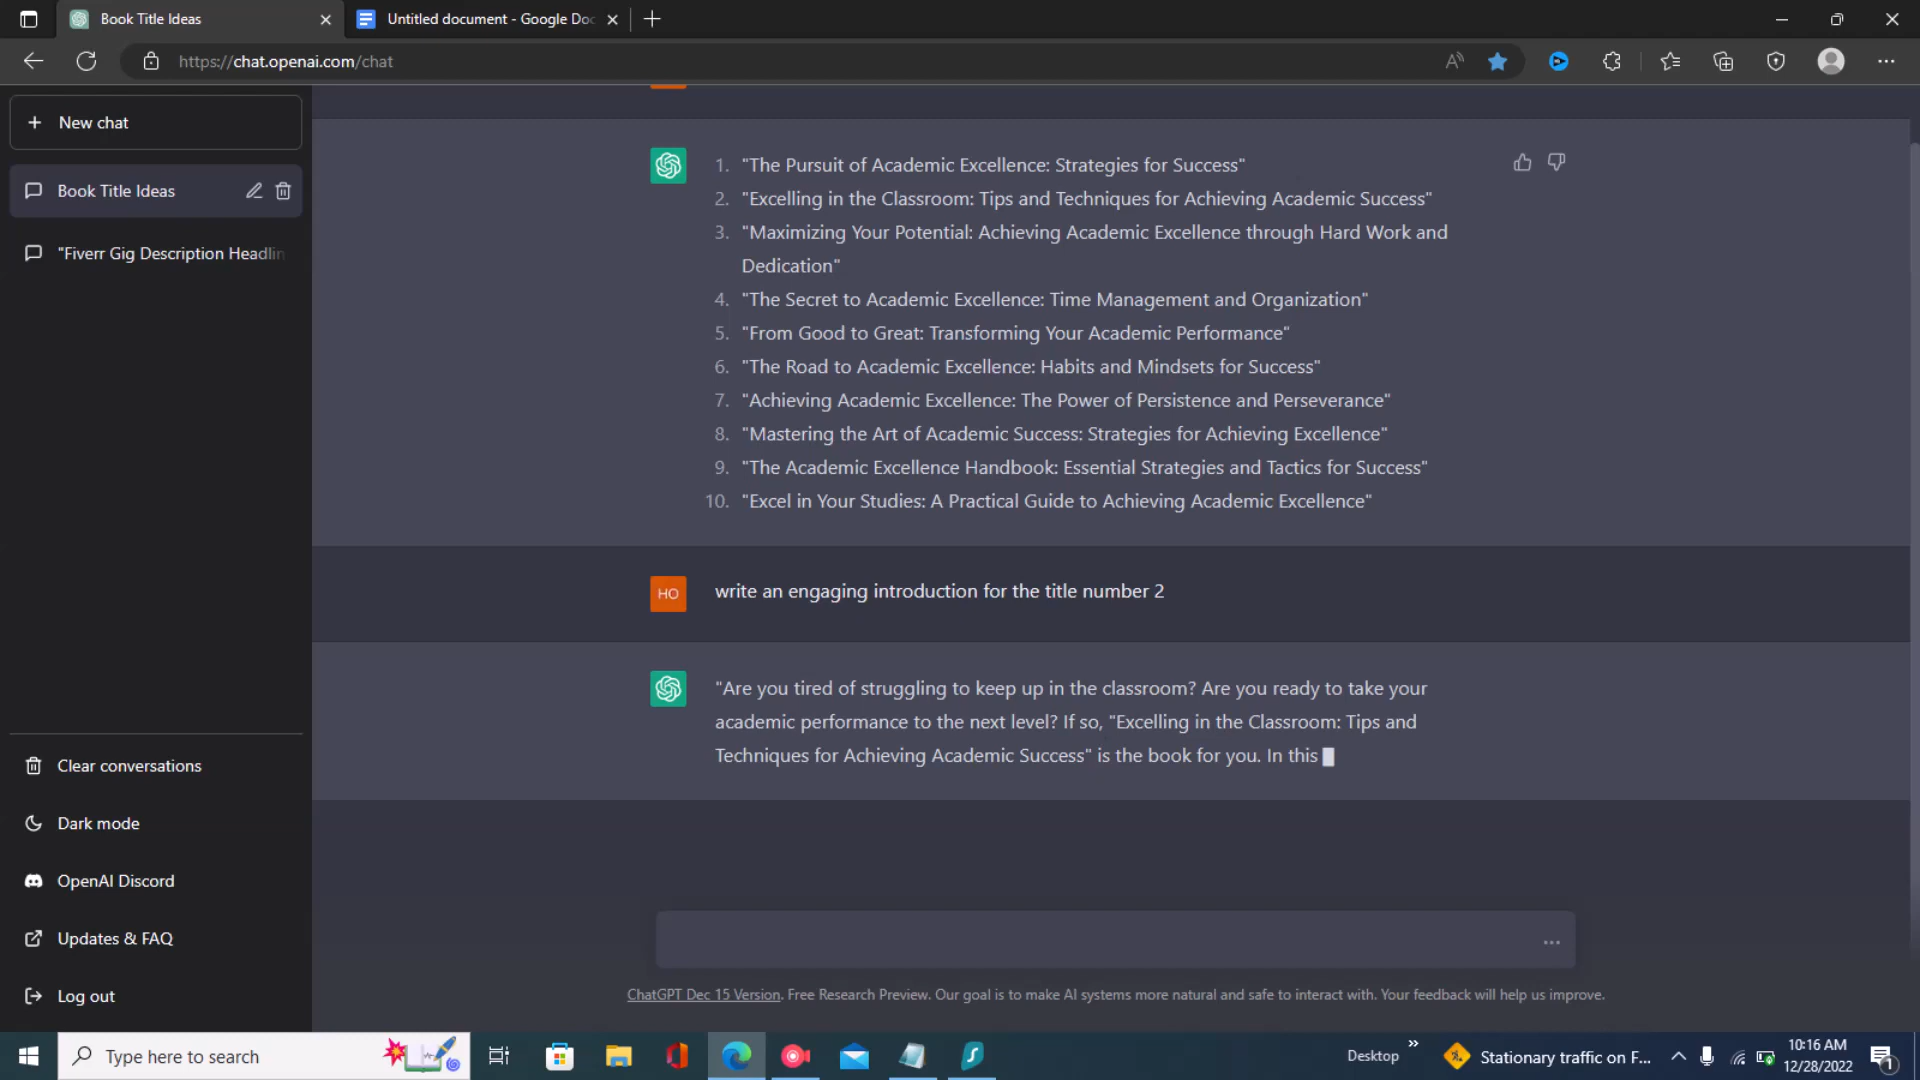 Book Title Ideas
Untitled document - Google Doc
https://chat.openai.com/chat
New chat
Book Title Ideas
"Fiverr Gig Description Headlin
1. "The Pursuit of Academic Excellence: Strategies for Success"
2. "Excelling in the Classroom: Tips and Techniques for Achieving Academic Success"
3. "Maximizing Your Potential: Achieving Academic Excellence through Hard Work and
Dedication"
4. "The Secret to Academic Excellence: Time Management and Organization"
5. "From Good to Great: Transforming Your Academic Performance"
6. "The Road to Academic Excellence: Habits and Mindsets for Success"
7. "Achieving Academic Excellence: The Power of Persistence and Perseverance"
8. "Mastering the Art of Academic Success: Strategies for Achieving Excellence"
9. "The Academic Excellence Handbook: Essential Strategies and Tactics for Success"
10. "Excel in Your Studies: A Practical Guide to Achieving Academic Excellence"
HO
write an engaging introduction for the title number 2
"Are you tired of struggling to keep up in the classroom? Are you ready to take your
academic performance to the next level? If so, "Excelling in the Classroom: Tips and
Techniques for Achieving Academic Success" is the book for you. In this
Clear conversations
Dark mode
OpenAI Discord
Updates & FAQ
Log out
ChatGPT Dec 15 Version. Free Research Preview. Our goal is to make AI systems more natural and safe to interact with. Your feedback will help us improve.
Type here to search
Desktop
Stationary traffic on F...
10:16 AM
12/28/2022
1